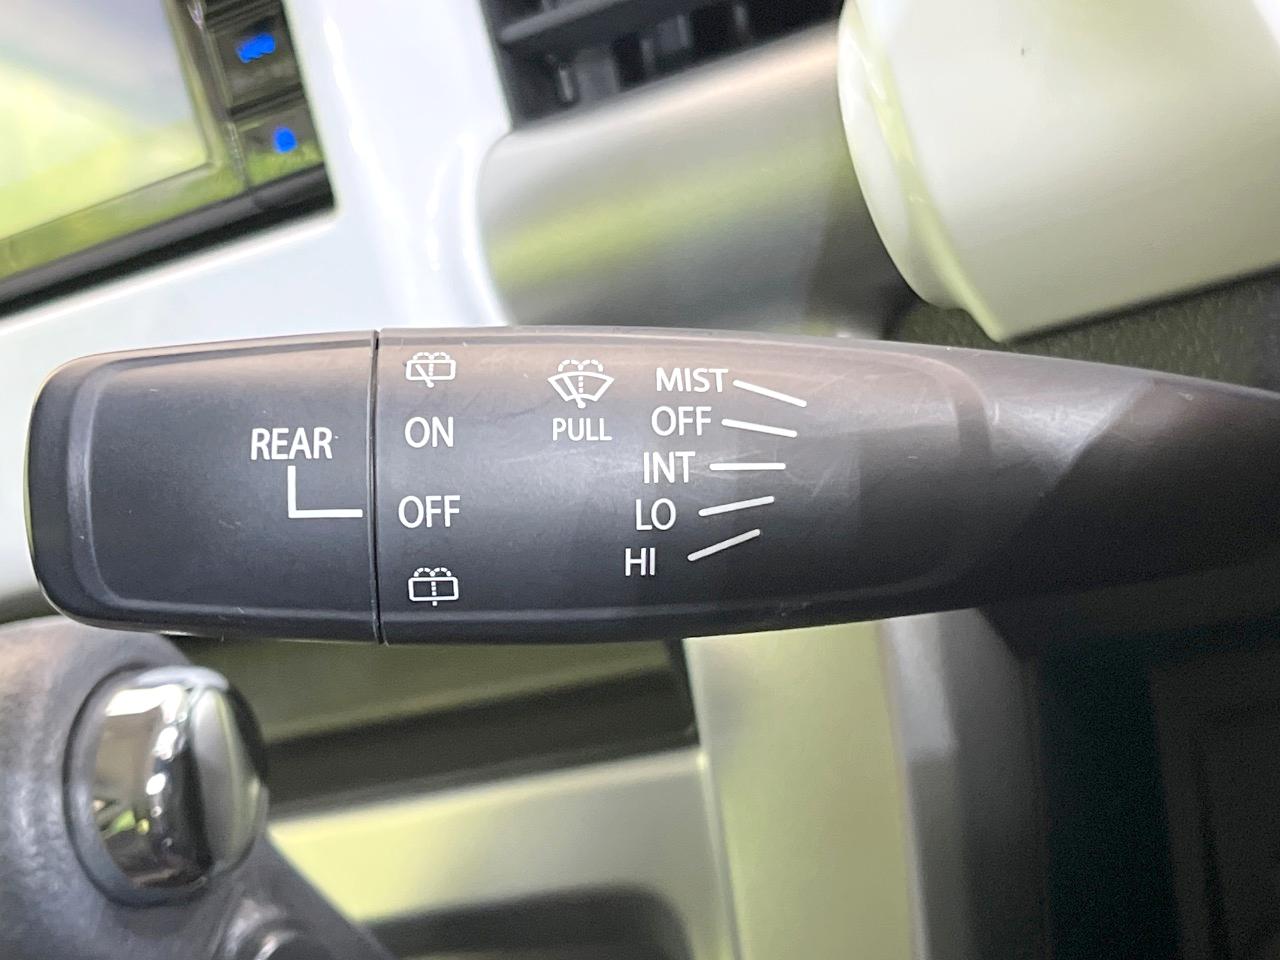 REAR
ON
OFF
PULL
MIST
OFF
INT
LO
HI